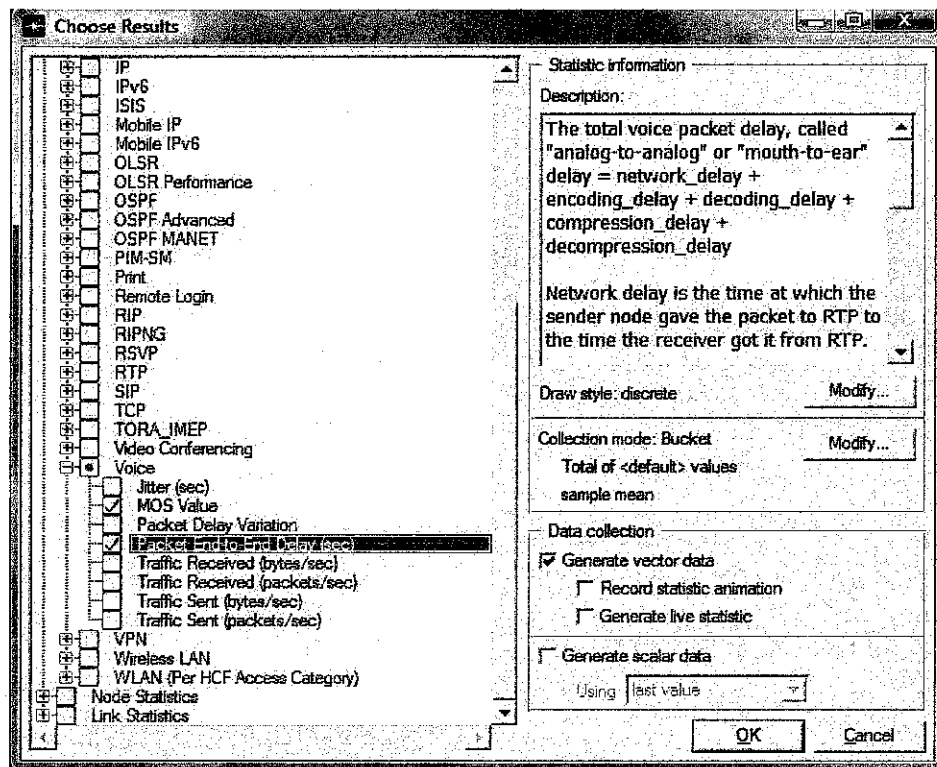 Choose Results
IP
IPv6
ISIS
Mobile IP
Mobile IPv6
OLSR
OLSR Performance
OSPF
OSPF Advanced
OSPF MANET
PIM-SM
Print
Remote Login
RIP
RIPNG
RSVP
RTP
SIP
TCP
TORA_IMEP
Video Conferencing
Voice
Jitter (sec)
MOS Value
Packet Delay Variation
Packet End-to-End Delay (sec)
Traffic Received (bytes/sec)
Traffic Received (packets/sec)
Traffic Sent (bytes/sec)
Traffic Sent (packets/sec)
VPN
Wireless LAN
WLAN (Per HCF Access Category)
Node Statistics
Link Statistics
Statistic information
Description:
The total voice packet delay, called
"analog-to-analog" or "mouth-to-ear"
delay = network_delay +
encoding_delay + decoding_delay +
compression_delay +
decompression_delay
Network delay is the time at which the
sender node gave the packet to RTP to
the time the receiver got it from RTP.
Draw style: discrete
Modify...
Collection mode: Bucket
Modify...
Total of <default> values
sample mean
Data collection
Generate vector data
Record statistic animation
Generate live statistic
Generate scalar data
Using last value
OK
Cancel